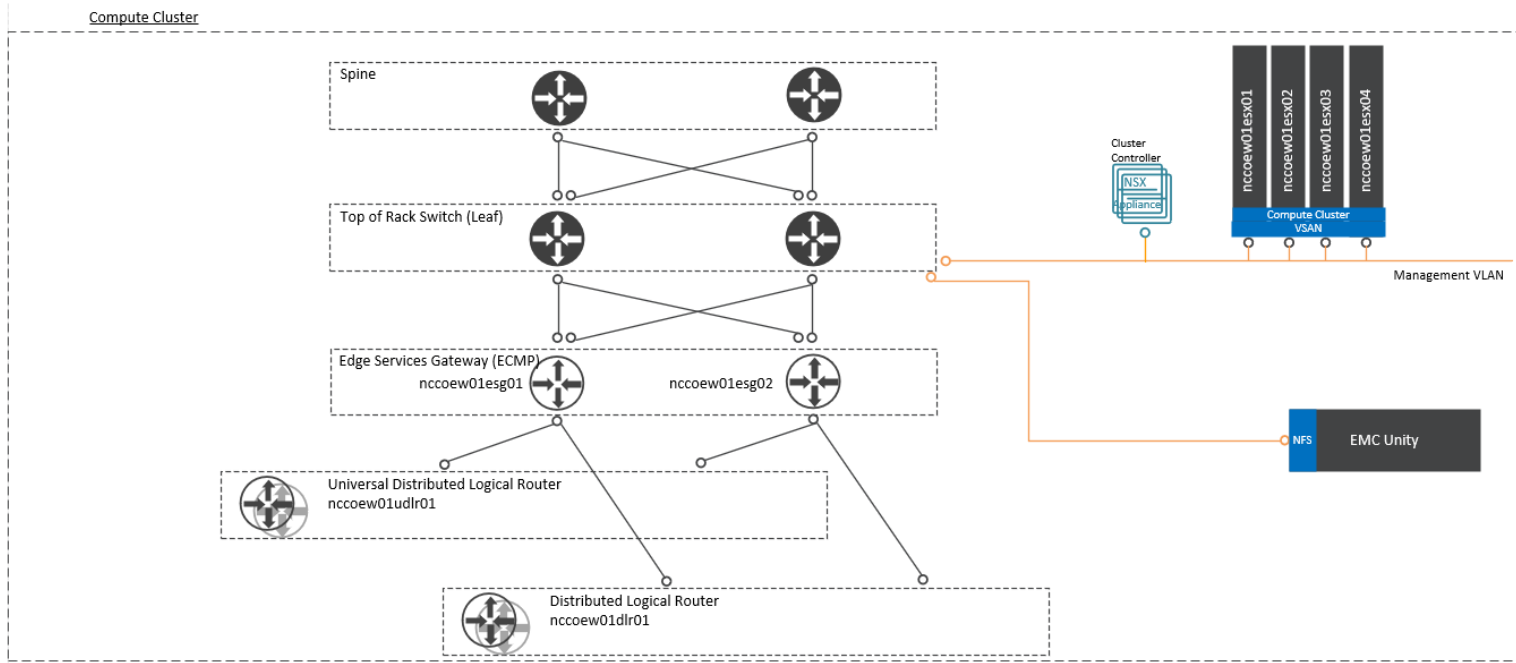 Compute Cluster
Spine
Top of Rack Switch (Leaf)
Edge Services Gateway (ECMP)
nccoew01esg01
nccoew01esg02
Universal Distributed Logical Router
nccoew01udlr01
Distributed Logical Router
nccoew01dlr01
Cluster
Controller
NSX
Appliance
nccoew01esx01
nccoew01esx02
nccoew01esx03
nccoew01esx04
Compute Cluster
VSAN
Management VLAN
NFS
EMC Unity